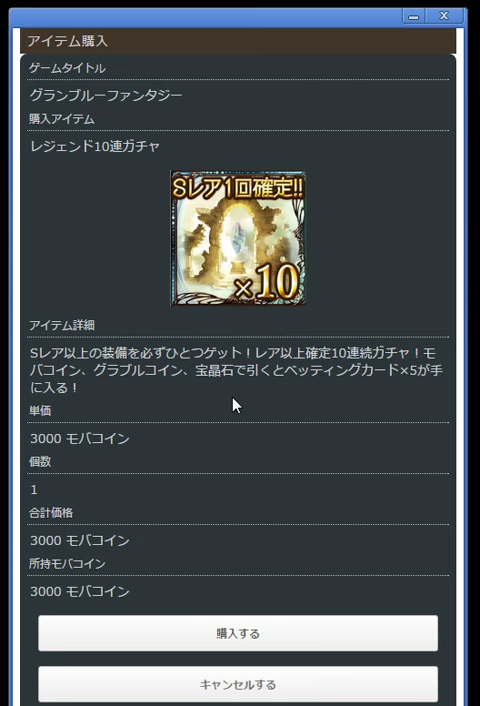 アイテム購入
ゲームタイトル
グランブルーファンタジー
購入アイテム
レジェンド10連ガチャ
Sレア1回確定!!
×10
アイテム詳細
Sレア以上の装備を必ずひとつゲット！レア以上確定10連続ガチャ！モ
バコイン、グラブルコイン、宝晶石で引くとベッティングカード×5が手
に入る！
単価
3000 モバコイン
個数
1
合計価格
3000 モバコイン
所持モバコイン
3000 モバコイン
購入する
キャンセルする